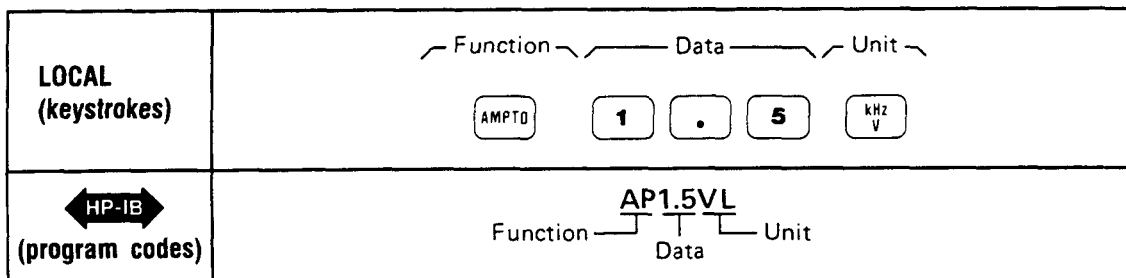 LOCAL
(keystrokes)
Function Data Unit
AMPTD 1 . 5 kHz
V
HP-IB
(program codes)
AP1.5VL
Function Data Unit